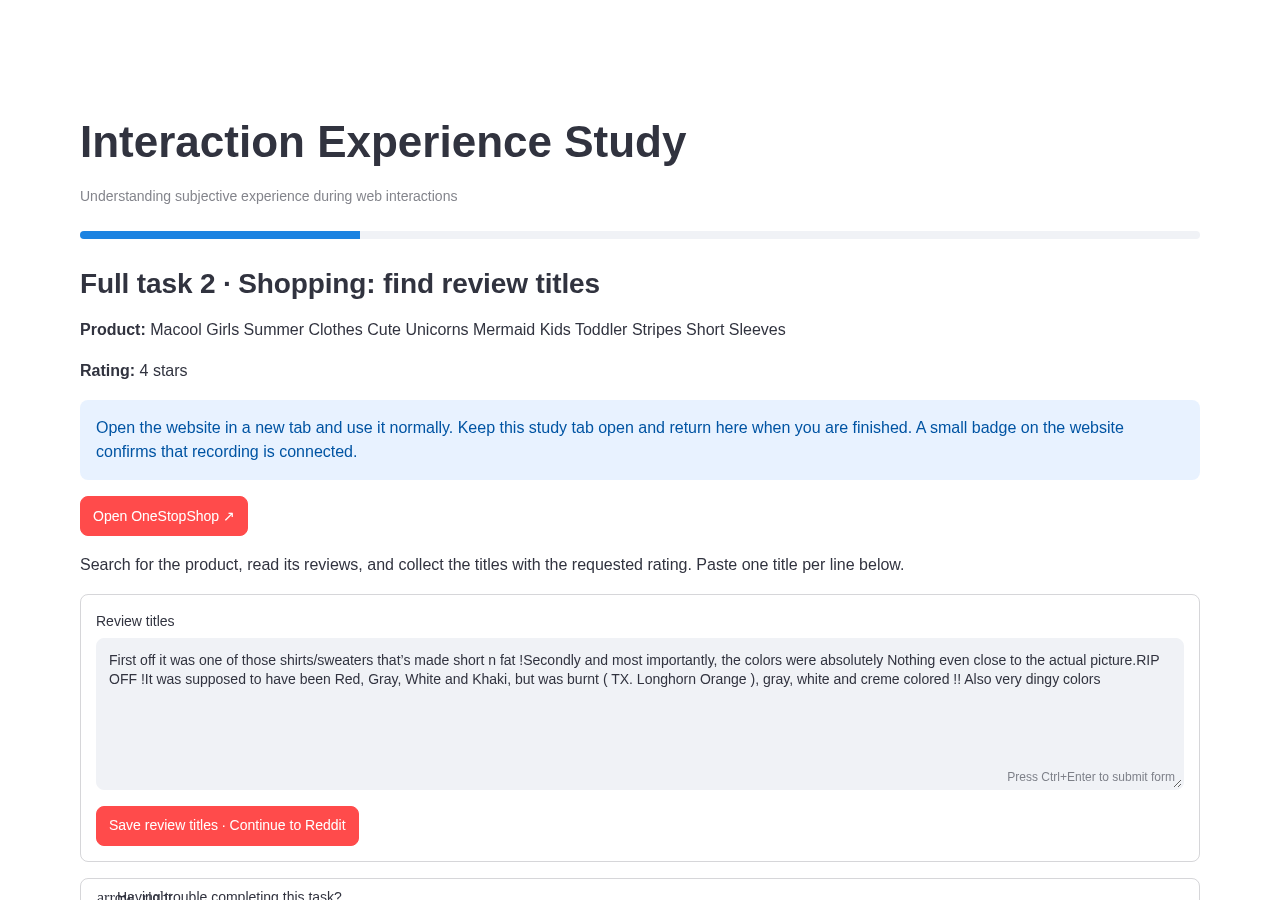 Interaction Experience Study
Understanding subjective experience during web interactions
Full task 2 · Shopping: find review titles
Product: Macool Girls Summer Clothes Cute Unicorns Mermaid Kids Toddler Stripes Short Sleeves
Rating: 4 stars
Open the website in a new tab and use it normally. Keep this study tab open and return here when you are finished. A small badge on the website
confirms that recording is connected.
Open OneStopShop ↗
Search for the product, read its reviews, and collect the titles with the requested rating. Paste one title per line below.
Review titles
First off it was one of those shirts/sweaters that’s made short n fat !Secondly and most importantly, the colors were absolutely Nothing even close to the actual picture.RIP
OFF !It was supposed to have been Red, Gray, White and Khaki, but was burnt ( TX. Longhorn Orange ), gray, white and creme colored !! Also very dingy colors
Press Ctrl+Enter to submit form
Save review titles · Continue to Reddit
Having trouble completing this task?